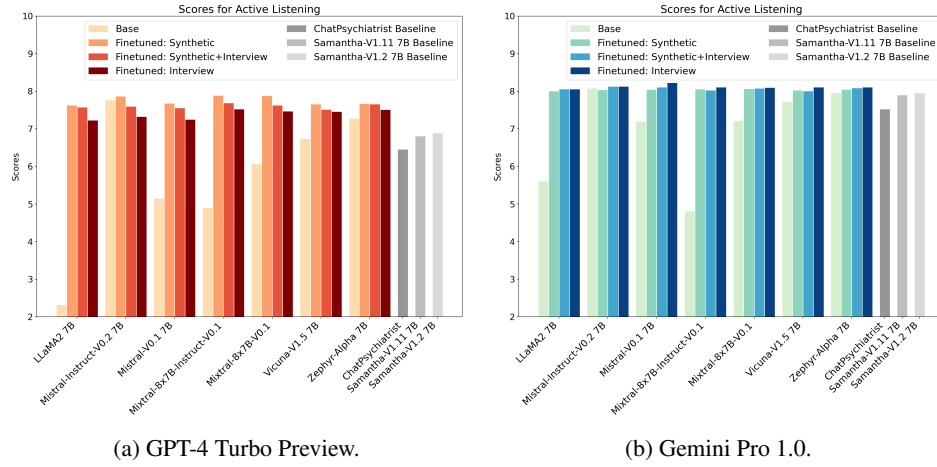 Scores for Active Listening
Base
Finetuned: Synthetic
Finetuned: Synthetic+Interview
Finetuned: Interview
ChatPsychiatrist Baseline
Samantha-V1.11 7B Baseline
Samantha-V1.2 7B Baseline
10
9
8
7
6
5
4
3
2
Scores
LLaMA2 7B
Mistral-Instruct-V0.2 7B
Mistral-V0.1 7B
Mixtral-8x7B-Instruct-V0.1
Mixtral-8x7B-V0.1
Vicuna-V1.5 7B
Zephyr-Alpha 7B
ChatPsychiatrist
Samantha-V1.11 7B
Samantha-V1.2 7B
(a) GPT-4 Turbo Preview.
Scores for Active Listening
Base
Finetuned: Synthetic
Finetuned: Synthetic+Interview
Finetuned: Interview
ChatPsychiatrist Baseline
Samantha-V1.11 7B Baseline
Samantha-V1.2 7B Baseline
10
9
8
7
6
5
4
3
2
Scores
LLaMA2 7B
Mistral-Instruct-V0.2 7B
Mistral-V0.1 7B
Mixtral-8x7B-Instruct-V0.1
Mixtral-8x7B-V0.1
Vicuna-V1.5 7B
Zephyr-Alpha 7B
ChatPsychiatrist
Samantha-V1.11 7B
Samantha-V1.2 7B
(b) Gemini Pro 1.0.